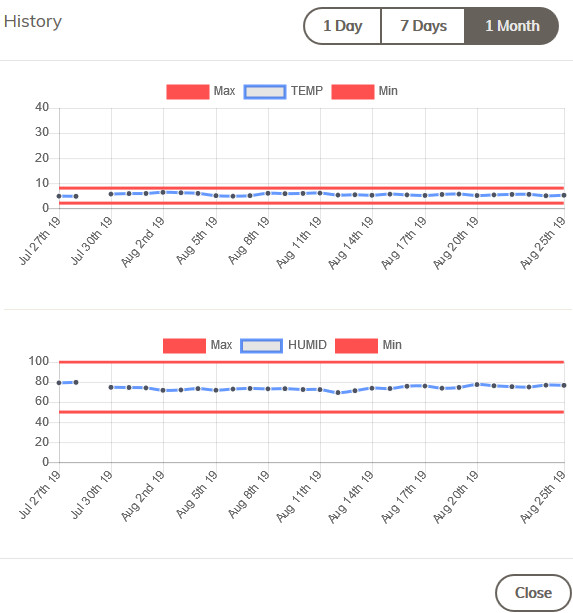 History
1 Day 7 Days 1 Month
Max TEMP Min
40
30
20
10
0
Jul 27th 19 Jul 30th 19 Aug 2nd 19 Aug 5th 19 Aug 8th 19 Aug 11th 19 Aug 14th 19 Aug 17th 19 Aug 20th 19 Aug 25th 19
Max HUMID Min
100
80
60
40
20
0
Jul 27th 19 Jul 30th 19 Aug 2nd 19 Aug 5th 19 Aug 8th 19 Aug 11th 19 Aug 14th 19 Aug 17th 19 Aug 20th 19 Aug 25th 19
Close